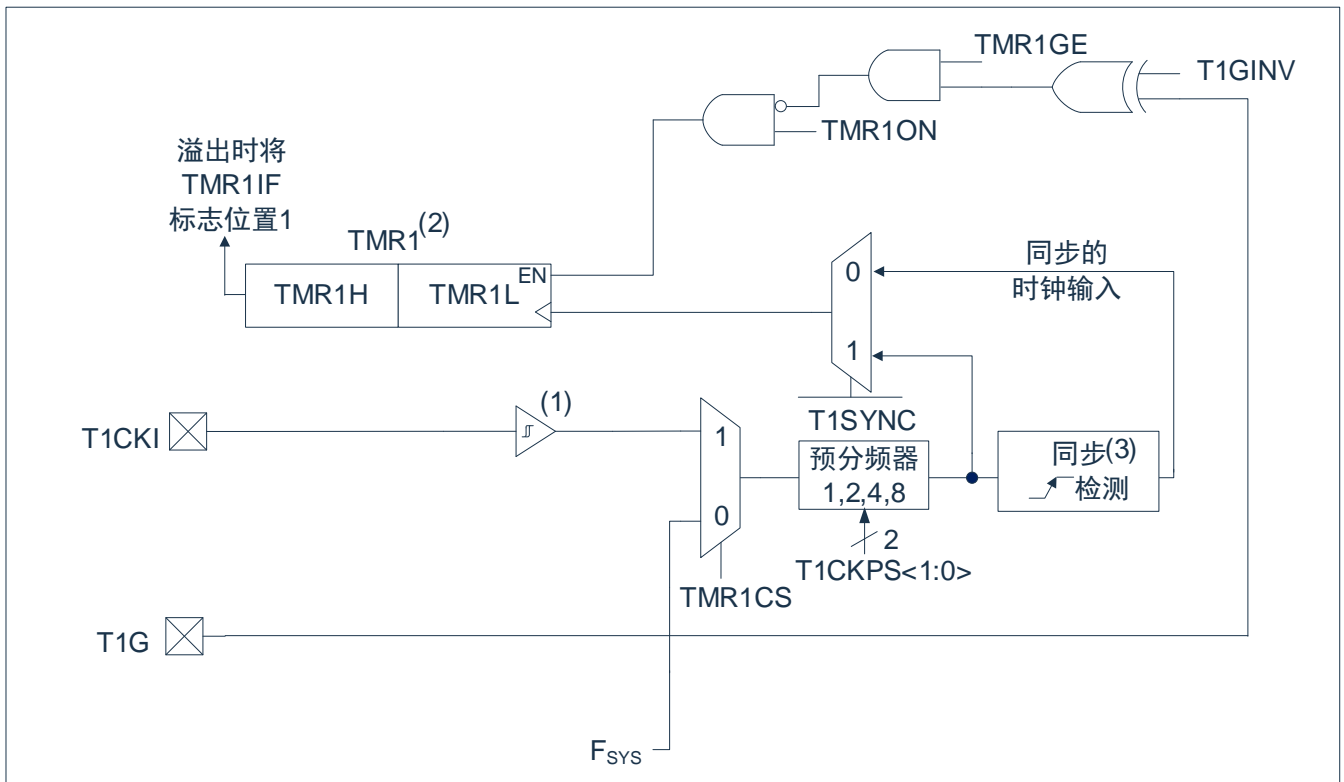 TMR1GE
T1GINV
TMR1ON
溢出时将
TMR1IF
标志位置1
TMR1(2)
EN
TMR1H
TMR1L
0
同步的
时钟输入
1
T1SYNC
(1)
T1CKI
1
0
预分频器
1,2,4,8
同步(3)
检测
2
T1CKPS<1:0>
TMR1CS
T1G
FSYS